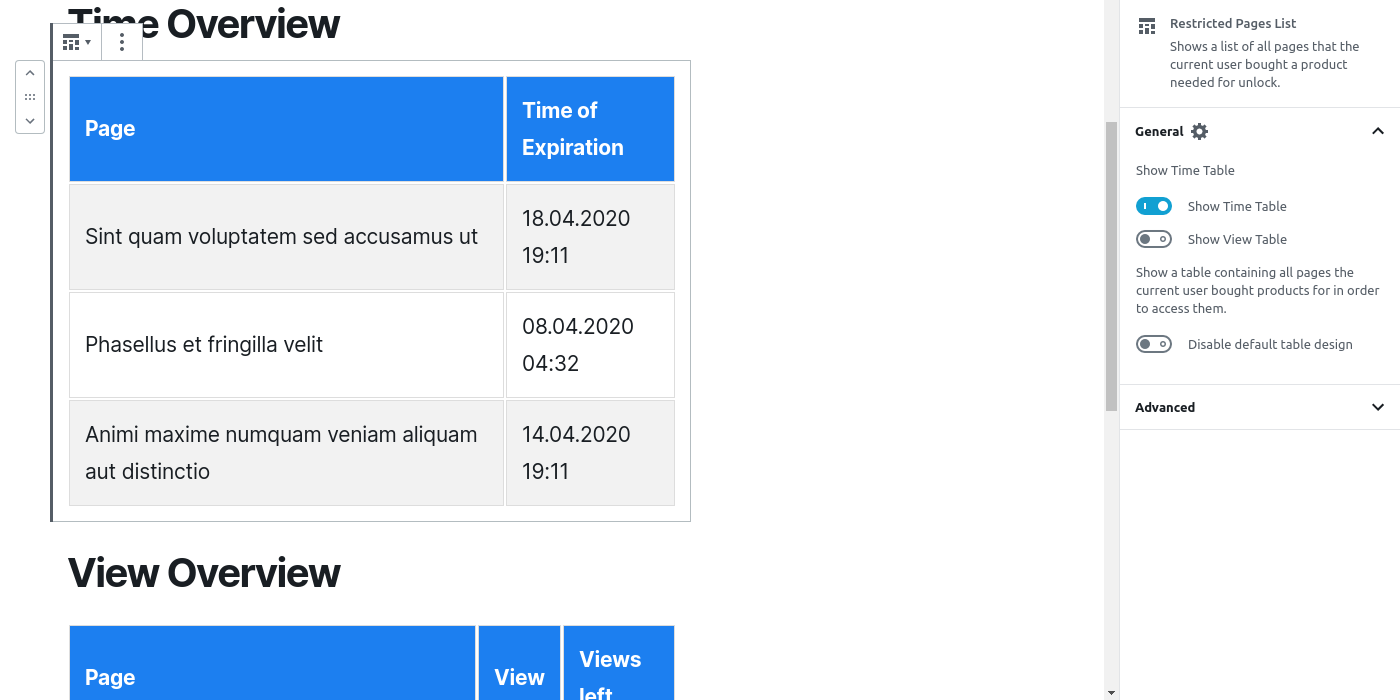 Time Overview
Page
Time of
Expiration
Sint quam voluptatem sed accusamus ut
18.04.2020
19:11
Phasellus et fringilla velit
08.04.2020
04:32
Animi maxime numquam veniam aliquam
aut distinctio
14.04.2020
19:11
View Overview
Page
View
Views
left
Restricted Pages List
Shows a list of all pages that the
current user bought a product
needed for unlock.
General
Show Time Table
Show Time Table
Show View Table
Show a table containing all pages the
current user bought products for in order
to access them.
Disable default table design
Advanced